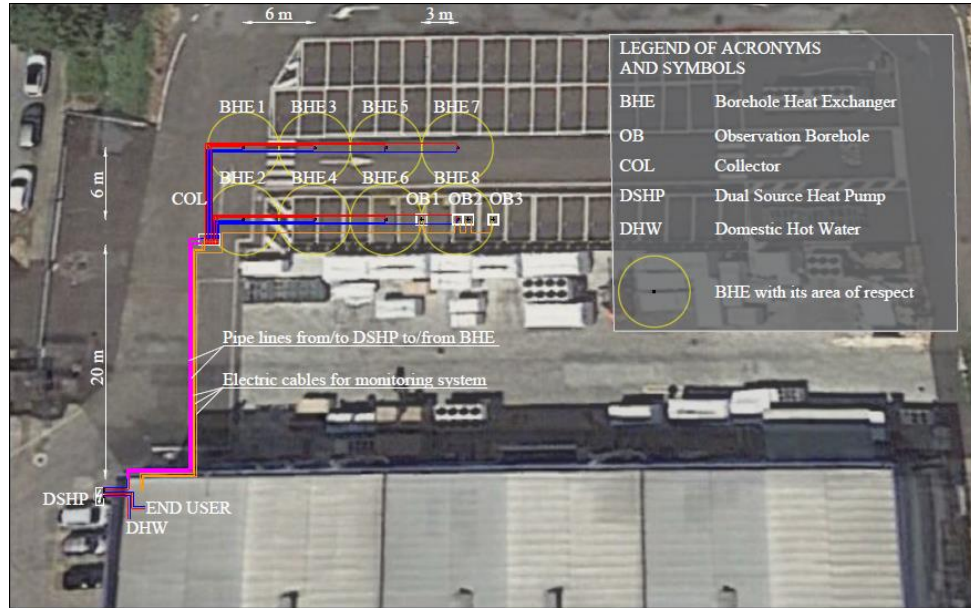 6 m
3 m
LEGEND OF ACRONYMS
AND SYMBOLS
BHE Borehole Heat Exchanger
OB Observation Borehole
COL Collector
DSHP Dual Source Heat Pump
DHW Domestic Hot Water
BHE with its area of respect
BHE 1 BHE 3 BHE 5 BHE 7
6 m
COL
BHE 2 BHE 4 BHE 6 BHE 8
OB1 OB2 OB3
20 m
Pipe lines from/to DSHP to/from BHE
Electric cables for monitoring system
DSHP
END USER
DHW